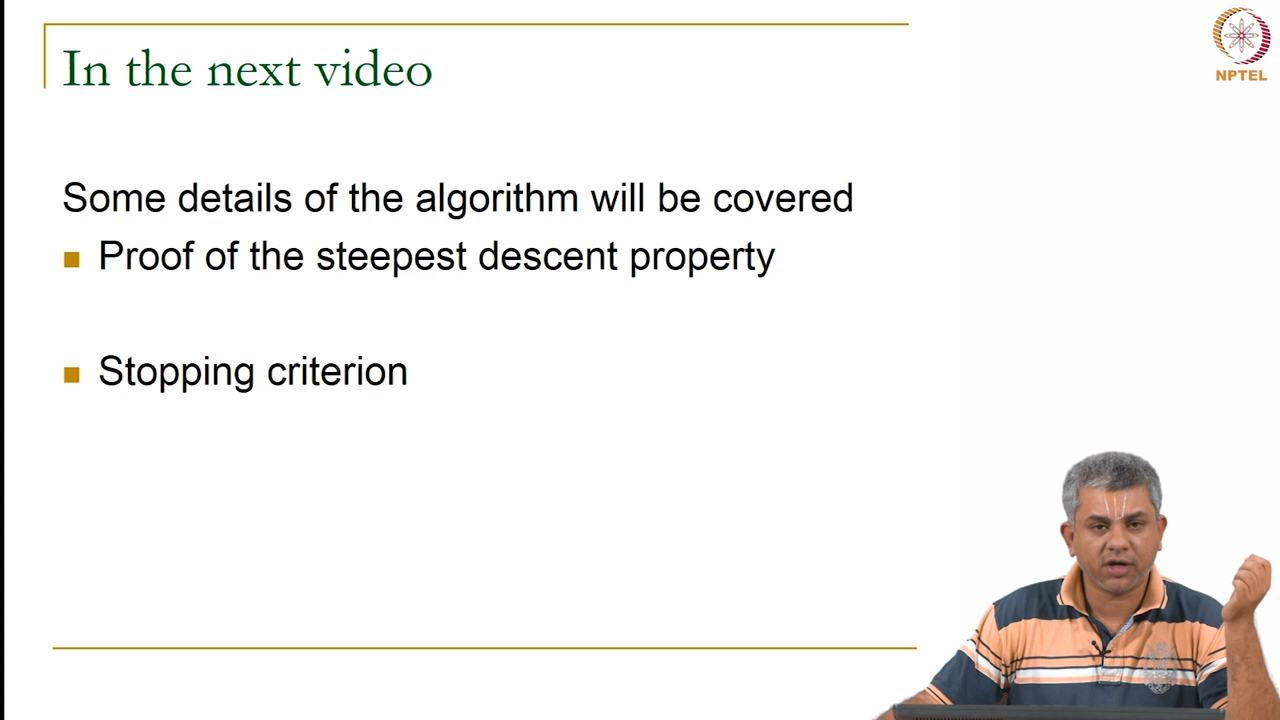 In the next video
NPTEL
Some details of the algorithm will be covered
Proof of the steepest descent property
Stopping criterion